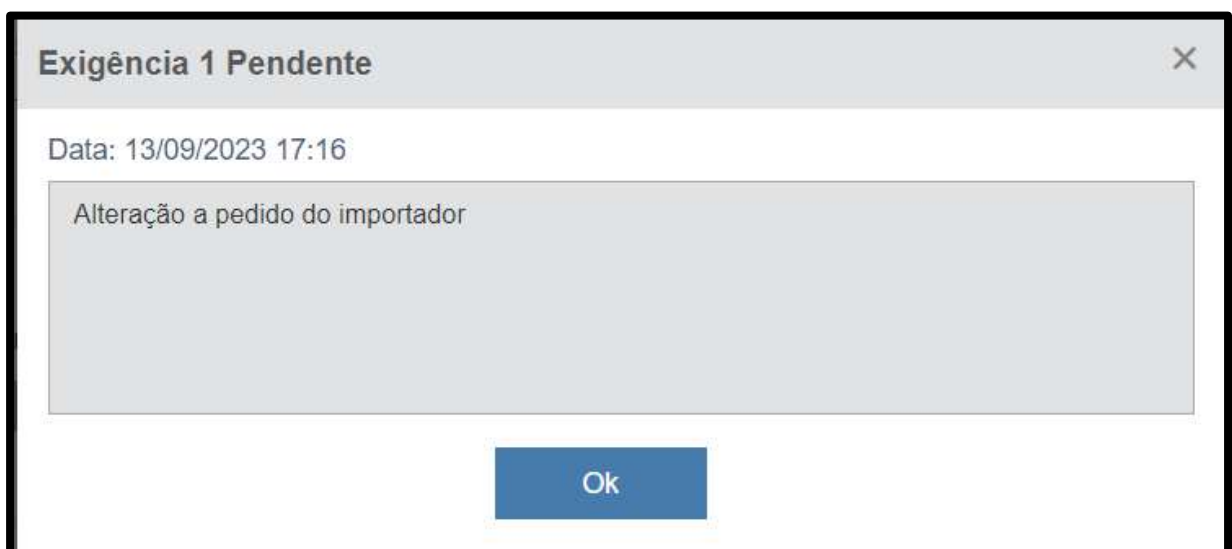 Exigência 1 Pendente
Data: 13/09/2023 17:16
Alteração a pedido do importador
Ok